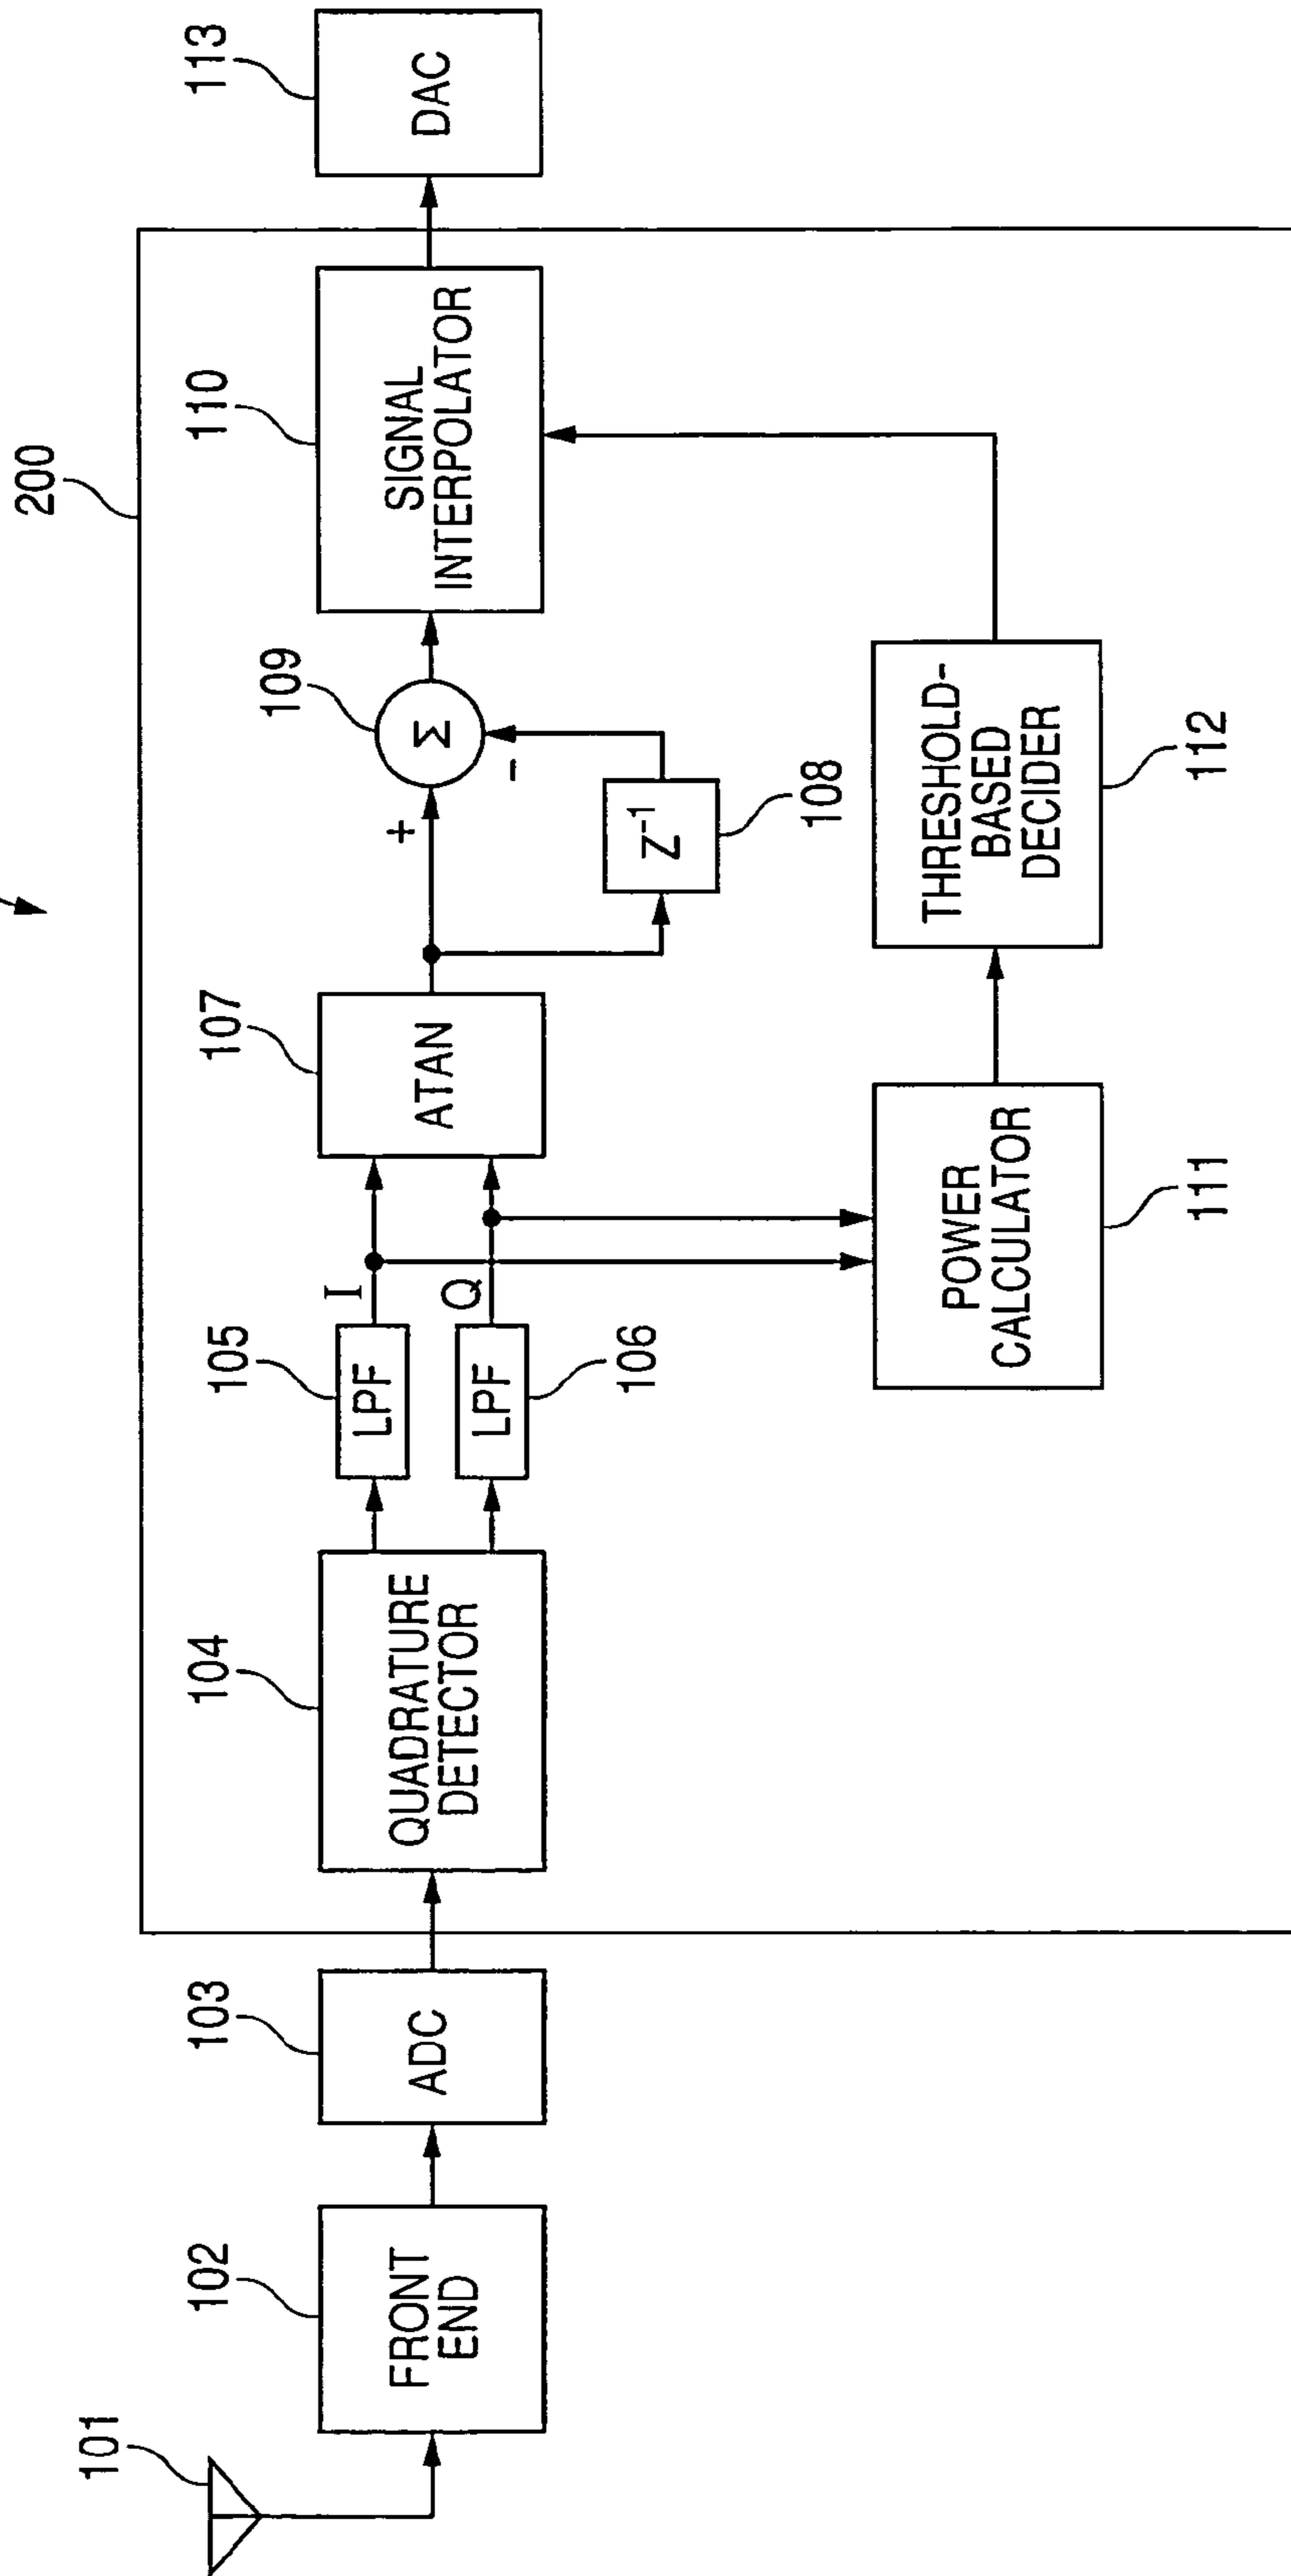 200
101
102
FRONT
END
103
ADC
104
QUADRATURE
DETECTOR
105
LPF
I
106
LPF
Q
107
ATAN
+
-
109
Σ
108
Z⁻¹
110
SIGNAL
INTERPOLATOR
113
DAC
POWER
CALCULATOR
111
THRESHOLD-
BASED
DECIDER
112